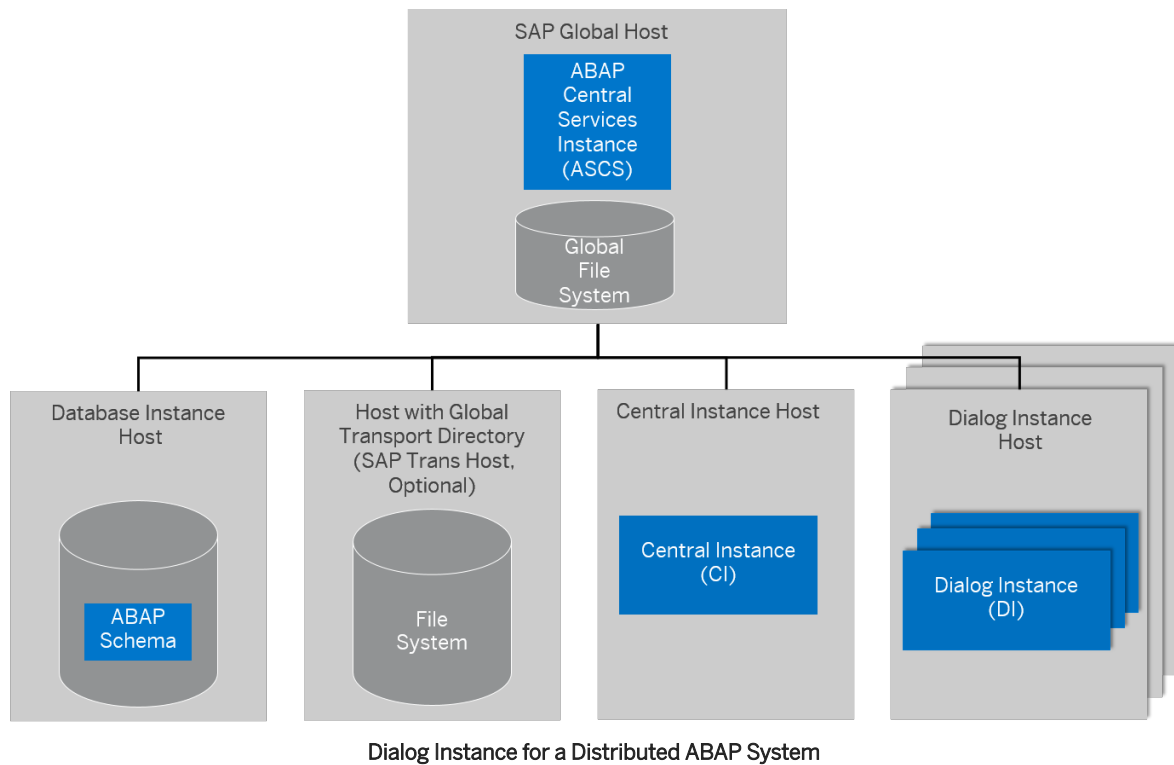 SAP Global Host
ABAP
Central
Services
Instance
(ASCS)
Global
File
System
Database Instance
Host
ABAP
Schema
Host with Global
Transport Directory
(SAP Trans Host,
Optional)
File
System
Central Instance Host
Central Instance
(CI)
Dialog Instance
Host
Dialog Instance
(DI)
Dialog Instance for a Distributed ABAP System